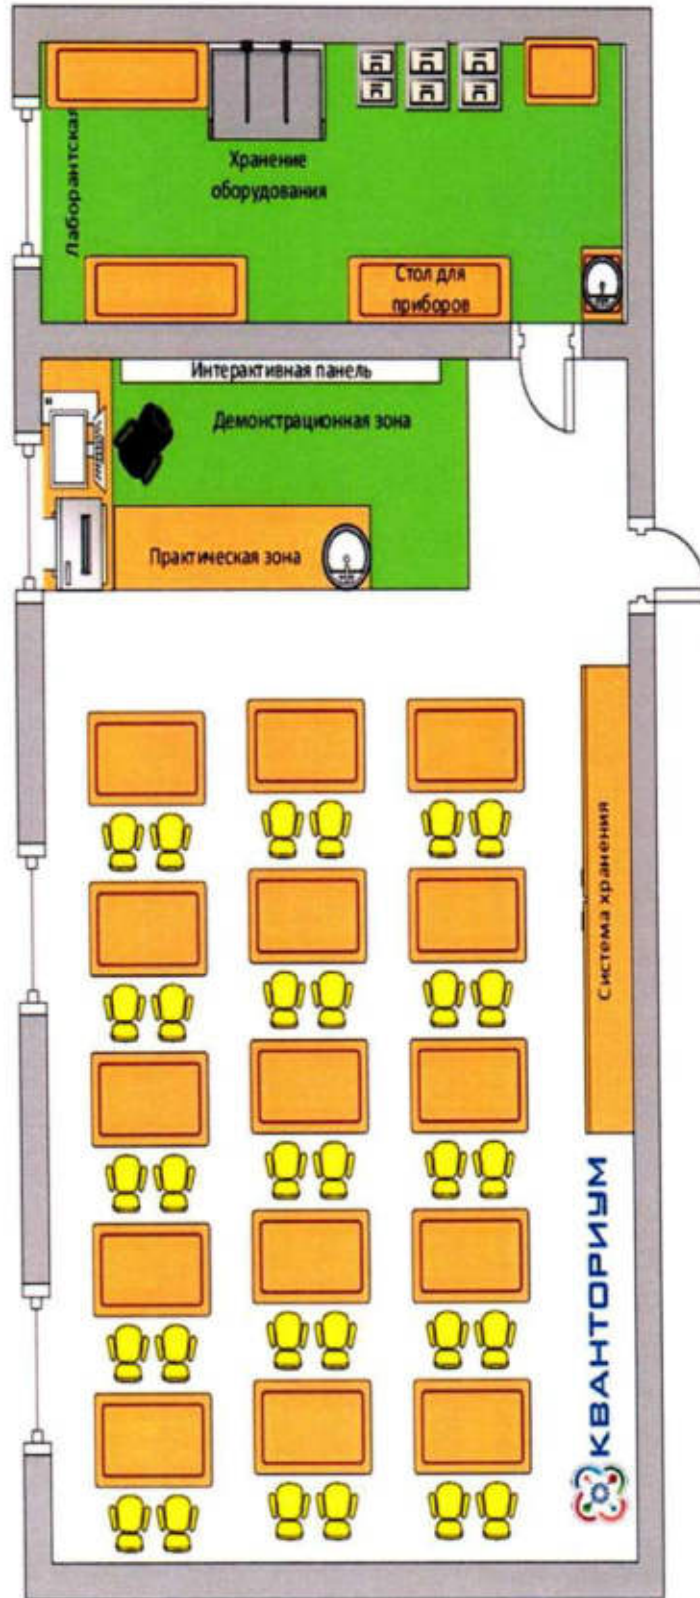 Лаборантская
Хранение
оборудования
Стол для
приборов
Интерактивная панель
Демонстрационная зона
Практическая зона
Система хранения
КВАНТОРИУМ